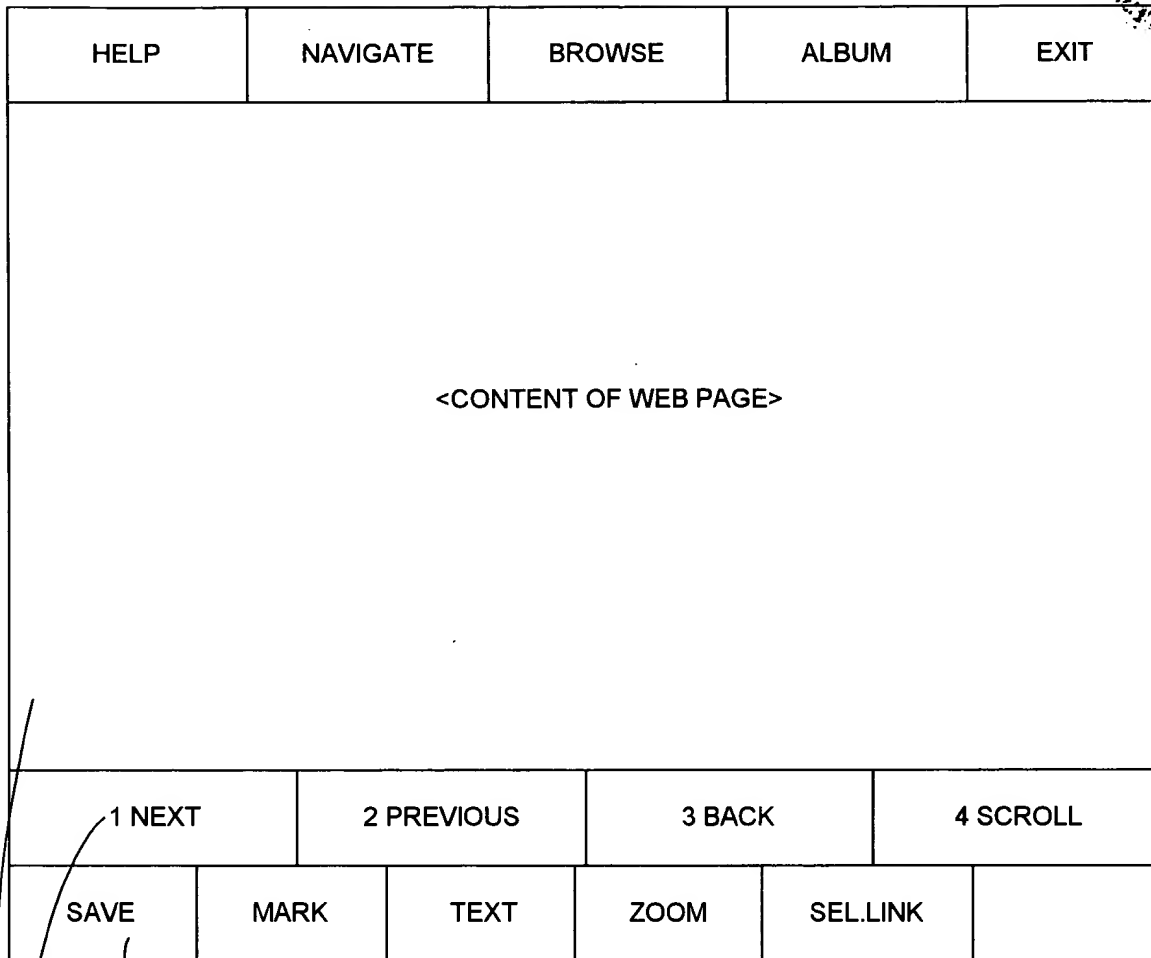 HELP NAVIGATE BROWSE ALBUM EXIT
<CONTENT OF WEB PAGE>
1 NEXT 2 PREVIOUS 3 BACK 4 SCROLL
SAVE MARK TEXT ZOOM SEL.LINK